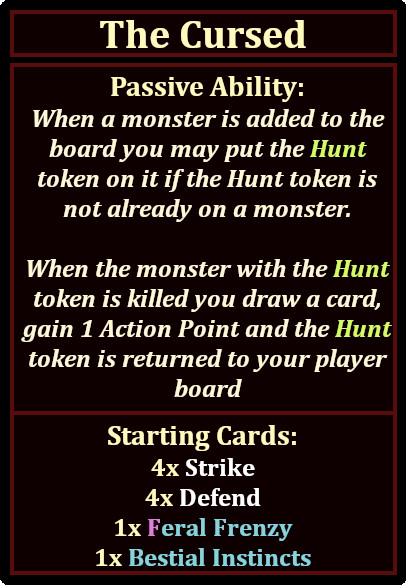 The Cursed
Passive Ability:
When a monster is added to the
board you may put the Hunt
token on it if the Hunt token is
not already on a monster.
When the monster with the Hunt
token is killed you draw a card,
gain 1 Action Point and the Hunt
token is returned to your player
board
Starting Cards:
4x Strike
4x Defend
1x Feral Frenzy
1x Bestial Instincts